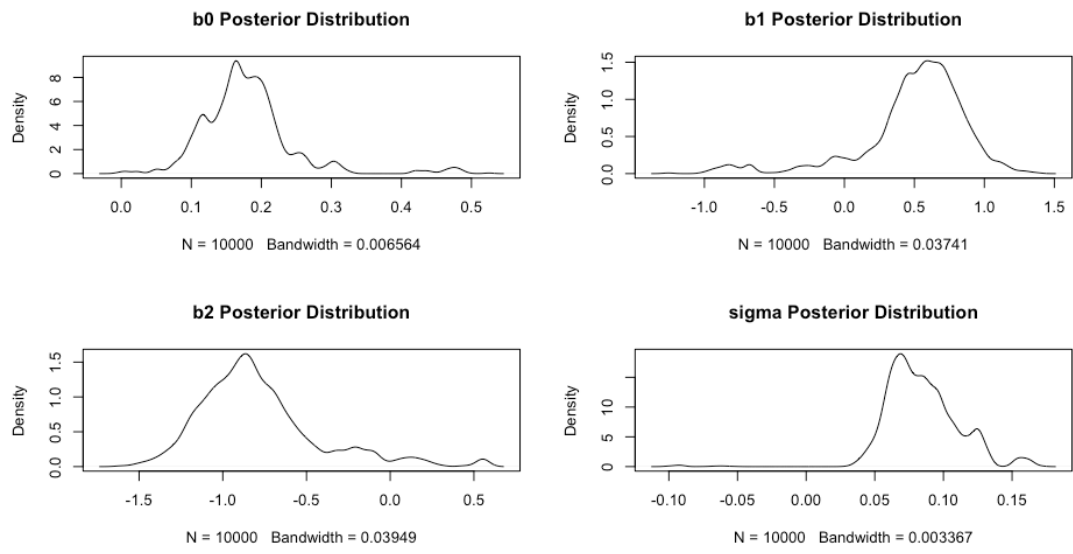 b0 Posterior Distribution
Density
0 2 4 6 8
0.0 0.1 0.2 0.3 0.4 0.5
N = 10000 Bandwidth = 0.006564
b1 Posterior Distribution
Density
0.0 0.5 1.0 1.5
-1.0 -0.5 0.0 0.5 1.0 1.5
N = 10000 Bandwidth = 0.03741
b2 Posterior Distribution
Density
0.0 0.5 1.0 1.5
-1.5 -1.0 -0.5 0.0 0.5
N = 10000 Bandwidth = 0.03949
sigma Posterior Distribution
Density
0 5 10
-0.10 -0.05 0.00 0.05 0.10 0.15
N = 10000 Bandwidth = 0.003367